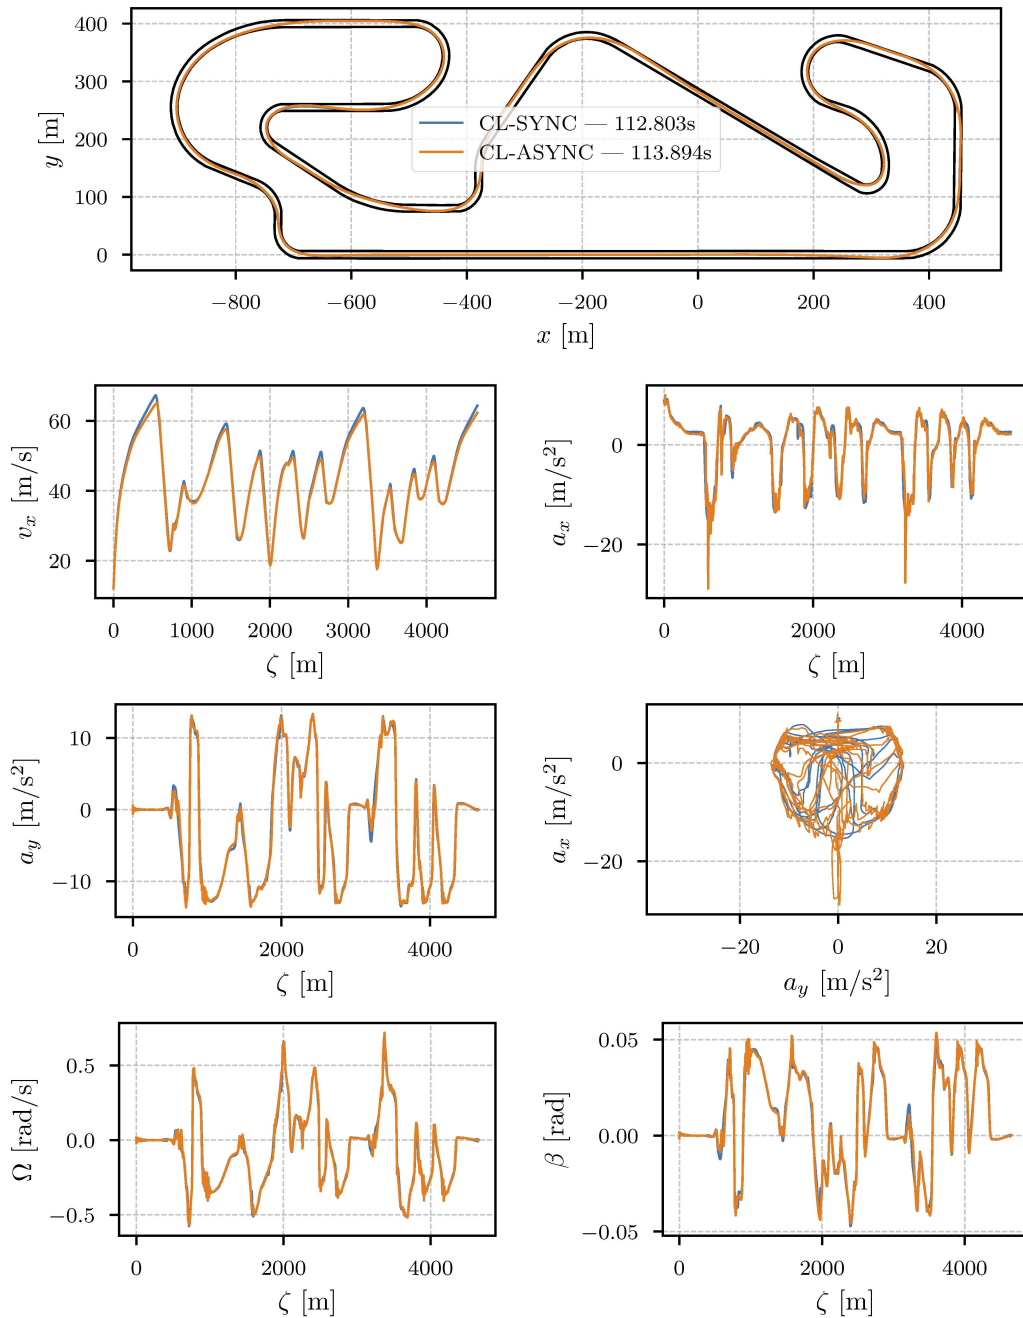 400
300
200
100
0
y [m]
CL-SYNC — 112.803s
CL-ASYNC — 113.894s
−800 −600 −400 −200 0 200 400
x [m]
60
40
20
v_x [m/s]
0 1000 2000 3000 4000
ζ [m]
0
−20
a_x [m/s²]
0 2000 4000
ζ [m]
10
0
−10
a_y [m/s²]
0 2000 4000
ζ [m]
0
−20
a_x [m/s²]
−20 0 20
a_y [m/s²]
0.5
0.0
−0.5
Ω [rad/s]
0 2000 4000
ζ [m]
0.05
0.00
−0.05
β [rad]
0 2000 4000
ζ [m]